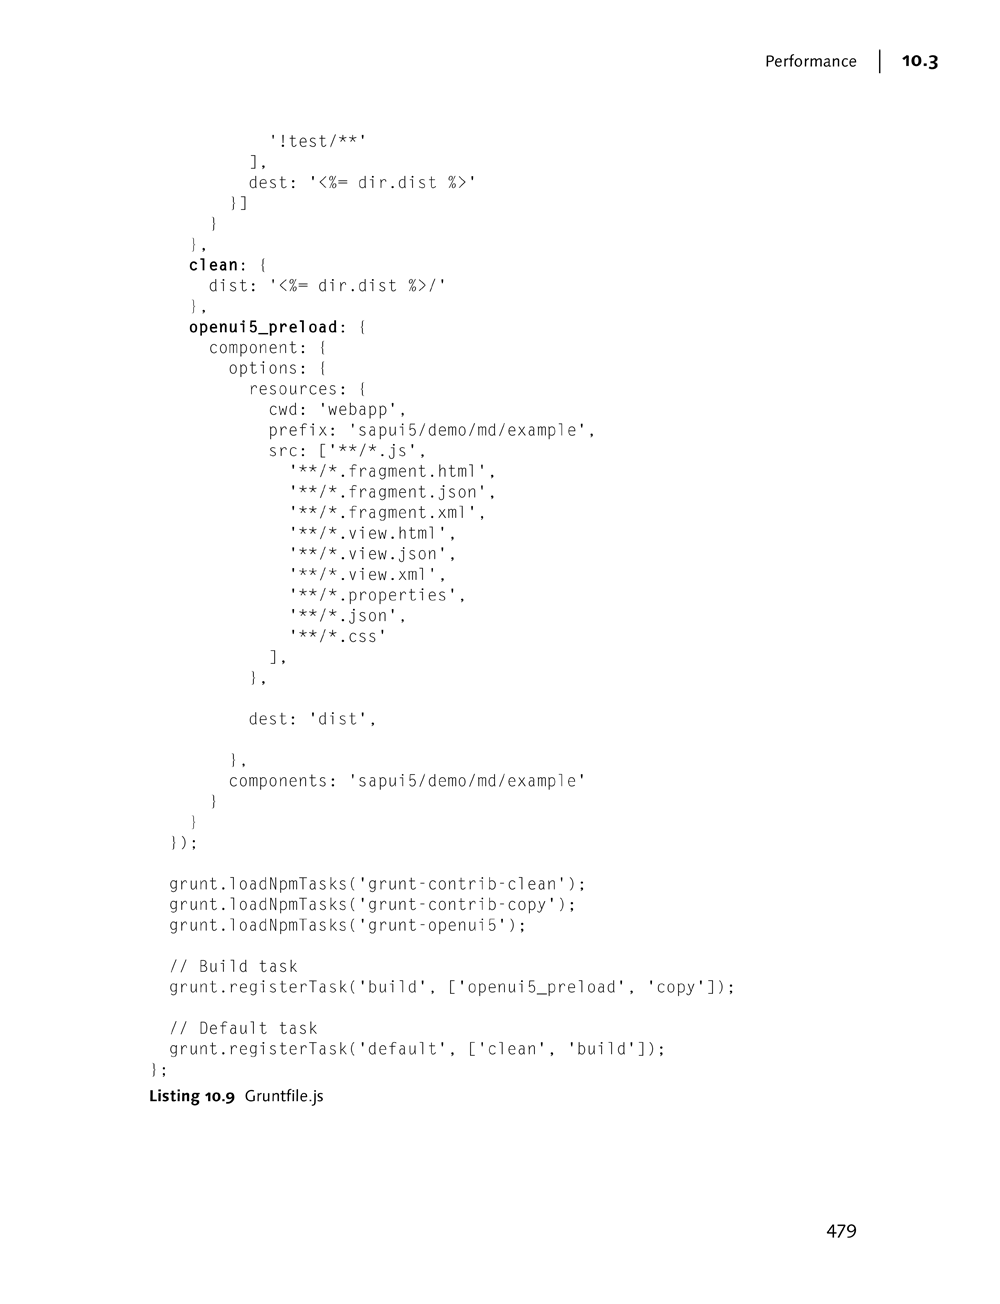 Performance | 10.3
            '!test/**'
          ],
          dest: '<%= dir.dist %>'
        }]
      }
    },
    clean: {
      dist: '<%= dir.dist %>/'
    },
    openui5_preload: {
      component: {
        options: {
          resources: {
            cwd: 'webapp',
            prefix: 'sapui5/demo/md/example',
            src: ['**/*.js',
              '**/*.fragment.html',
              '**/*.fragment.json',
              '**/*.fragment.xml',
              '**/*.view.html',
              '**/*.view.json',
              '**/*.view.xml',
              '**/*.properties',
              '**/*.json',
              '**/*.css'
            ],
          },
          dest: 'dist',
        },
        components: 'sapui5/demo/md/example'
      }
    }
  });
  grunt.loadNpmTasks('grunt-contrib-clean');
  grunt.loadNpmTasks('grunt-contrib-copy');
  grunt.loadNpmTasks('grunt-openui5');
  // Build task
  grunt.registerTask('build', ['openui5_preload', 'copy']);
  // Default task
  grunt.registerTask('default', ['clean', 'build']);
};
Listing 10.9 Gruntfile.js
479